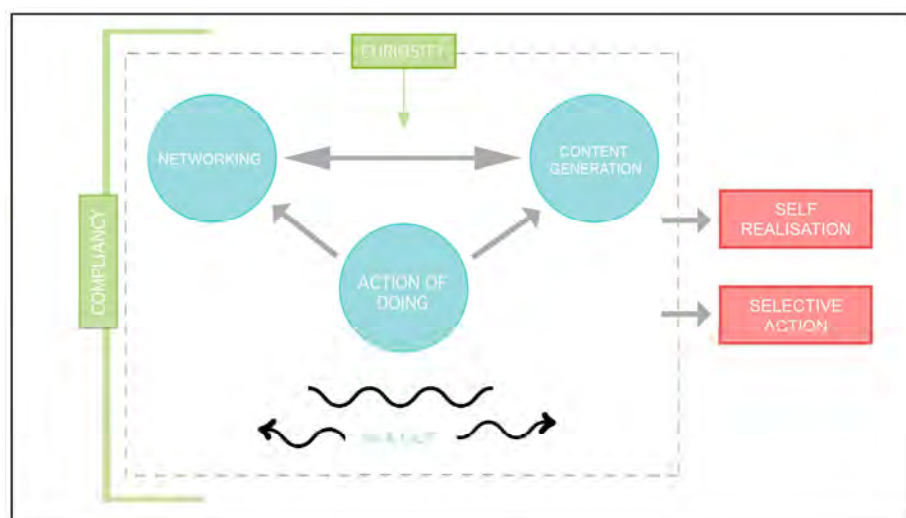 CURIOSITY
NETWORKING
CONTENT
GENERATION
COMPLIANCY
ACTION OF
DOING
SELF
REALISATION
SELECTIVE
ACTION